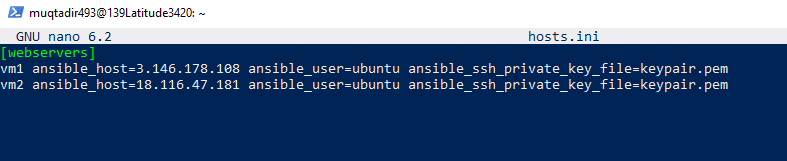 muqtadir493@139Latitude3420: ~
GNU nano 6.2 hosts.ini
[webservers]
vm1 ansible_host=3.146.178.108 ansible_user=ubuntu ansible_ssh_private_key_file=keypair.pem
vm2 ansible_host=18.116.47.181 ansible_user=ubuntu ansible_ssh_private_key_file=keypair.pem